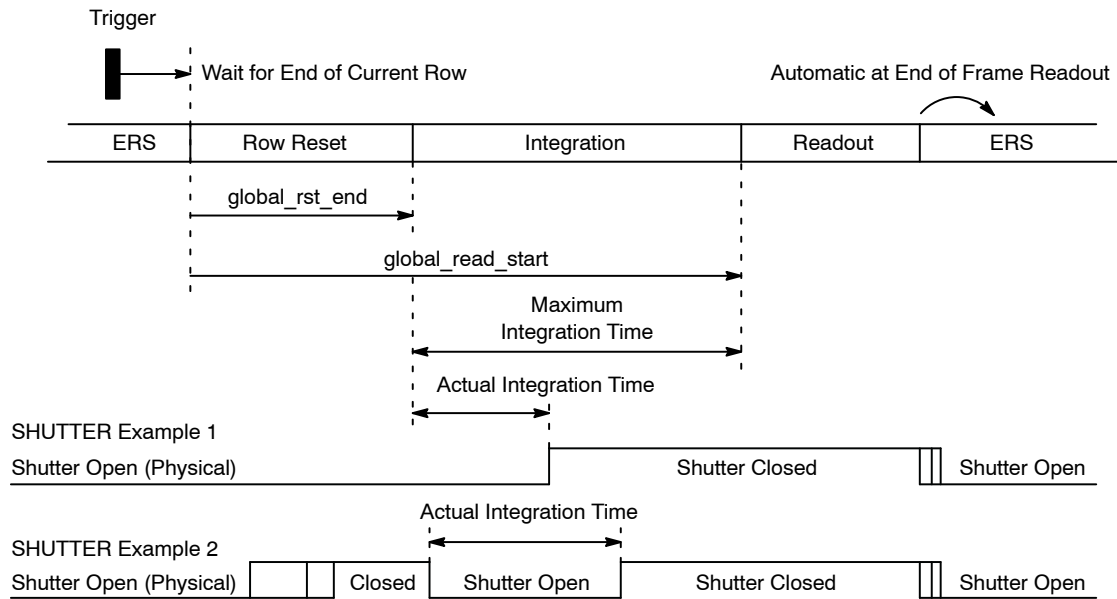 Trigger
Wait for End of Current Row
Automatic at End of Frame Readout
ERS Row Reset Integration Readout ERS
global_rst_end
global_read_start
Maximum
Integration Time
Actual Integration Time
SHUTTER Example 1
Shutter Open (Physical) Shutter Closed Shutter Open
Actual Integration Time
SHUTTER Example 2
Shutter Open (Physical) Closed Shutter Open Shutter Closed Shutter Open